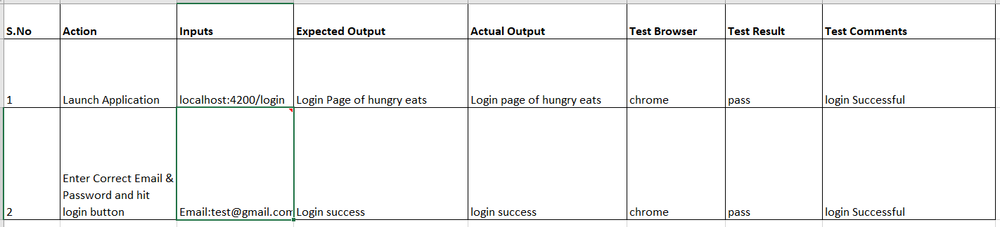 S.No Action Inputs Expected Output Actual Output Test Browser Test Result Test Comments
1 Launch Application localhost:4200/login Login Page of hungry eats Login page of hungry eats chrome pass login Successful
Enter Correct Email &
Password and hit
2 login button Email:test@gmail.com Login success login success chrome pass login Successful